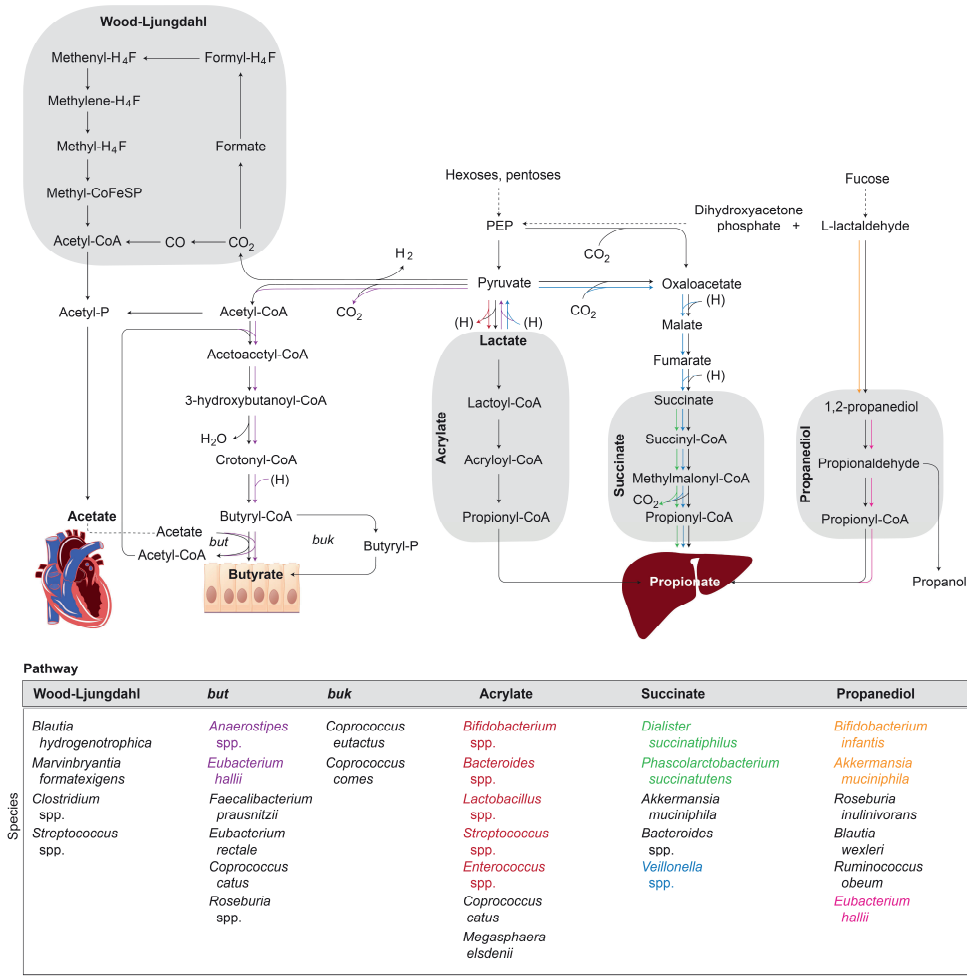 Wood-Ljungdahl
Methenyl-H4F
Formyl-H4F
Methylene-H4F
Methyl-H4F
Formate
Methyl-CoFeSP
Acetyl-CoA
CO
CO2
Hexoses, pentoses
Fucose
PEP
Dihydroxyacetone
phosphate +
L-lactaldehyde
CO2
H2
Pyruvate
Oxaloacetate
Acetyl-P
Acetyl-CoA
CO2
CO2
(H)
(H)
(H)
Malate
Lactate
Acetoacetyl-CoA
Fumarate
(H)
3-hydroxybutanoyl-CoA
Lactoyl-CoA
Succinate
1,2-propanediol
H2O
Succinyl-CoA
Crotonyl-CoA
Acrylate
Acryloyl-CoA
Succinate
Methylmalonyl-CoA
Propanediol
Propionaldehyde
(H)
CO2
Acetate
Butyryl-CoA
Propionyl-CoA
Propionyl-CoA
Propionyl-CoA
Acetate
but
buk
Butyryl-P
Acetyl-CoA
Butyrate
Propionate
Propanol
Pathway
Wood-Ljungdahl but buk Acrylate Succinate Propanediol
Species
Blautia
hydrogenotrophica
Marvinbryantia
formatexigens
Clostridium
spp.
Streptococcus
spp.
Anaerostipes
spp.
Eubacterium
hallii
Faecalibacterium
prausnitzii
Eubacterium
rectale
Coprococcus
catus
Roseburia
spp.
Coprococcus
eutactus
Coprococcus
comes
Bifidobacterium
spp.
Bacteroides
spp.
Lactobacillus
spp.
Streptococcus
spp.
Enterococcus
spp.
Coprococcus
catus
Megasphaera
elsdenii
Dialister
succinatiphilus
Phascolarctobacterium
succinatutens
Akkermansia
muciniphila
Bacteroides
spp.
Veillonella
spp.
Bifidobacterium
infantis
Akkermansia
muciniphila
Roseburia
inulinivorans
Blautia
wexleri
Ruminococcus
obeum
Eubacterium
hallii